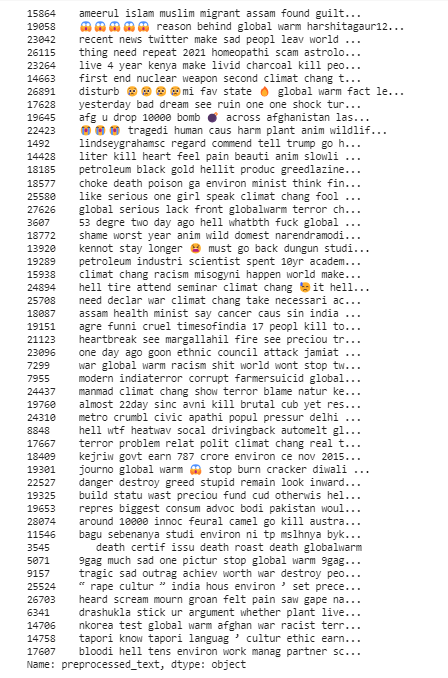 15864 ameerul islam muslim migrant assam found guilt...
19058 😱😱😱😱😱 reason behind global warm harshitagaur12...
23042 recent news twitter make sad peopl leav world ...
26115 thing need repeat 2021 homeopathi scam astrolo...
23264 live 4 year kenya make livid charcoal kill peo...
14663 first end nuclear weapon second climat chang t...
26891 disturb 😢😢😢😢mi fav state 🔥 global warm fact le...
17628 yesterday bad dream see ruin one one shock tur...
19645 afg u drop 10000 bomb 💣 across afghanistan las...
22423 😭😭😭 tragedi human caus harm plant anim wildlif...
1492 lindseygrahamsc regard commend tell trump go h...
14428 liter kill heart feel pain beauti anim slowli ...
18185 petroleum black gold hellit produc greedlazine...
18577 choke death poison ga environ minist think fin...
25580 like serious one girl speak climat chang fool ...
27626 global serious lack front globalwarm terror ch...
3607 53 degre two day ago hell whatbth fuck global ...
18772 shame worst year anim wild domest narendramodi...
13920 kennot stay longer 😫 must go back dungun studi...
19289 petroleum industri scientist spent 10yr academ...
15938 climat chang racism misogyni happen world make...
24894 hell tire attend seminar climat chang 😥it hell...
25708 need declar war climat chang take necessari ac...
18087 assam health minist say cancer caus sin india ...
19151 agre funni cruel timesofindia 17 peopl kill to...
21123 heartbreak see margallahil fire see preciou tr...
23096 one day ago goon ethnic council attack jamiat ...
7299 war global warm racism shit world wont stop tw...
7955 modern indiaterror corrupt farmersuicid global...
24437 manmad climat chang show terror blame natur ke...
19760 almost 22day sinc avni kill brutal cub yet res...
24310 metro crumbl civic apathi popul pressur delhi ...
8848 hell wtf heatwav socal drivingback automelt gl...
17667 terror problem relat polit climat chang real t...
18409 kejriw govt earn 787 crore environ ce nov 2015...
19301 journo global warm 😱 stop burn cracker diwali ...
22527 danger destroy greed stupid remain look inward...
19325 build statu wast preciou fund cud otherwis hel...
19653 repres biggest consum advoc bodi pakistan woul...
28074 around 10000 innoc feural camel go kill austra...
11546 bagu sebenanya studi environ ni tp mslhnya byk...
3545 death certif issu death roast death globalwarm
5071 9gag much sad one pictur stop global warm 9gag...
9157 tragic sad outrag achiev worth war destroy peo...
25524 “ rape cultur ” india hous environ ’ set prece...
26703 heard scream mourn groan felt pain saw gape na...
6341 drashukla stick ur argument whether plant live...
14706 nkorea test global warm afghan war racist terr...
14758 tapori know tapori languag ’ cultur ethic earn...
17607 bloodi hell tens environ work manag partner sc...
Name: preprocessed_text, dtype: object